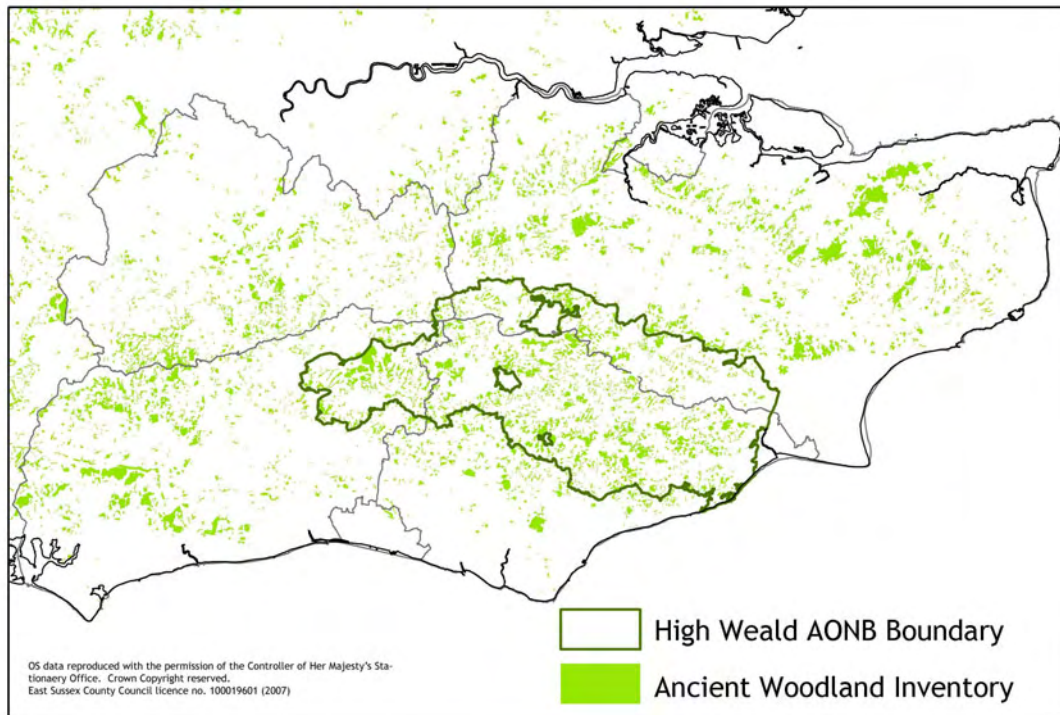 High Weald AONB Boundary
Ancient Woodland Inventory
OS data reproduced with the permission of the Controller of Her Majesty's Sta-
tionaery Office. Crown Copyright reserved.
East Sussex County Council licence no. 100019601 (2007)